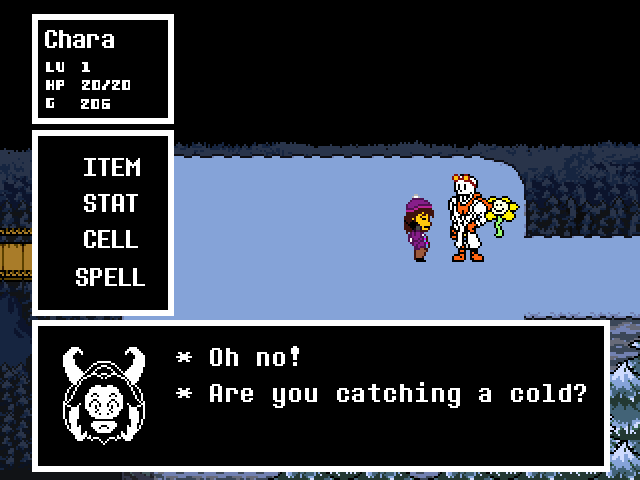 Chara
LV 1
HP 20/20
G 206
ITEM
STAT
CELL
SPELL
* Oh no!
* Are you catching a cold?